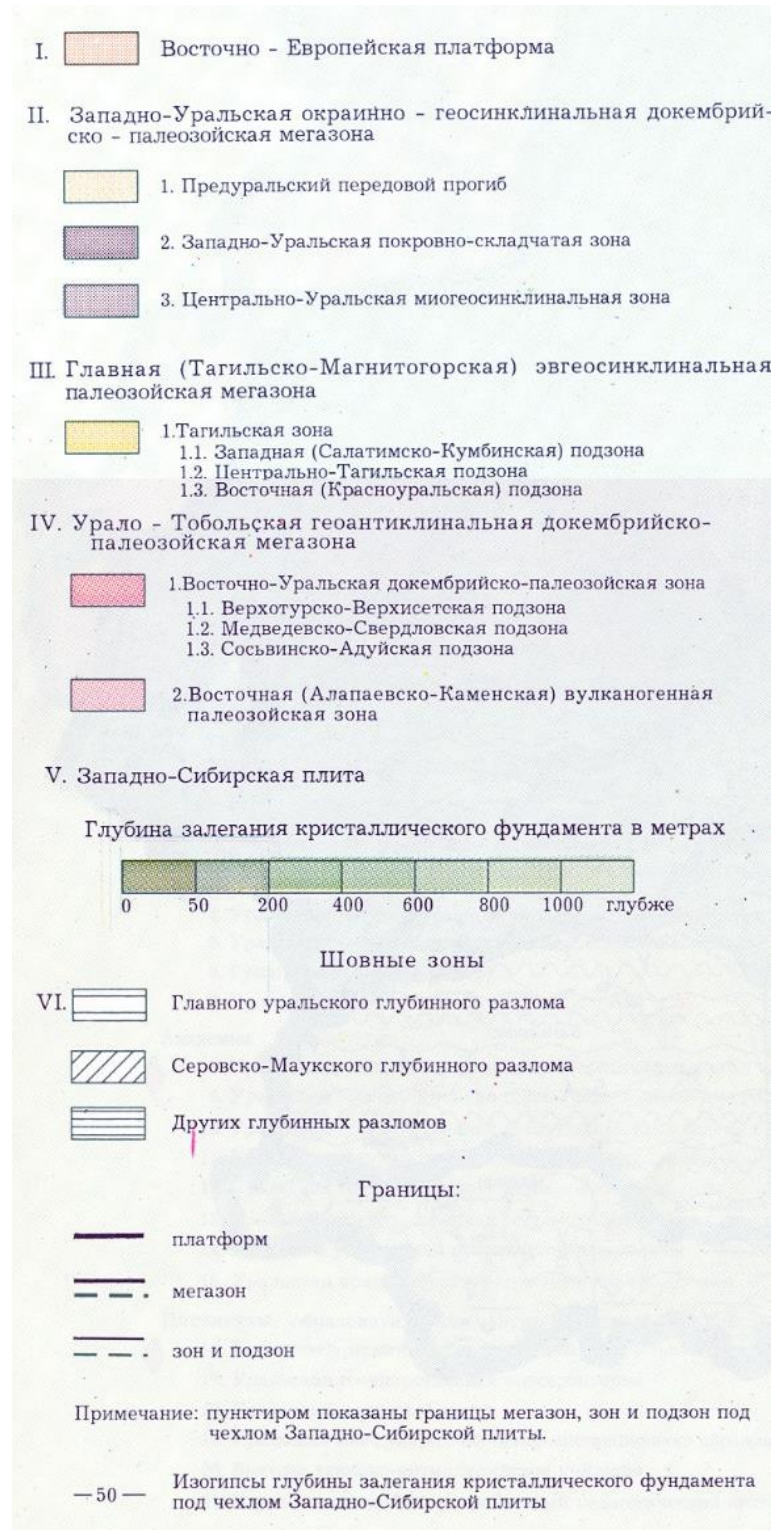 I. Восточно - Европейская платформа
II. Западно-Уральская окраинно - геосинклинальная докембрий-
ско - палеозойская мегазона
1. Предуральский передовой прогиб
2. Западно-Уральская покровно-складчатая зона
3. Центрально-Уральская миогеосинклинальная зона
III. Главная (Тагильско-Магнитогорская) эвгеосинклинальная
палеозойская мегазона
1.Тагильская зона
1.1. Западная (Салатимско-Кумбинская) подзона
1.2. Центрально-Тагильская подзона
1.3. Восточная (Красноуральская) подзона
IV. Урало - Тобольская геоантиклинальная докембрийско-
палеозойская мегазона
1.Восточно-Уральская докембрийско-палеозойская зона
1.1. Верхотурско-Верхисетская подзона
1.2. Медведевско-Свердловская подзона
1.3. Сосьвинско-Адуйская подзона
2.Восточная (Алапаевско-Каменская) вулканогенная
палеозойская зона
V. Западно-Сибирская плита
Глубина залегания кристаллического фундамента в метрах
0 50 200 400 600 800 1000 глубже
Шовные зоны
VI. Главного уральского глубинного разлома
Серовско-Маукского глубинного разлома
Других глубинных разломов
Границы:
платформ
мегазон
зон и подзон
Примечание: пунктиром показаны границы мегазон, зон и подзон под
чехлом Западно-Сибирской плиты.
—50— Изогипсы глубины залегания кристаллического фундамента
под чехлом Западно-Сибирской плиты